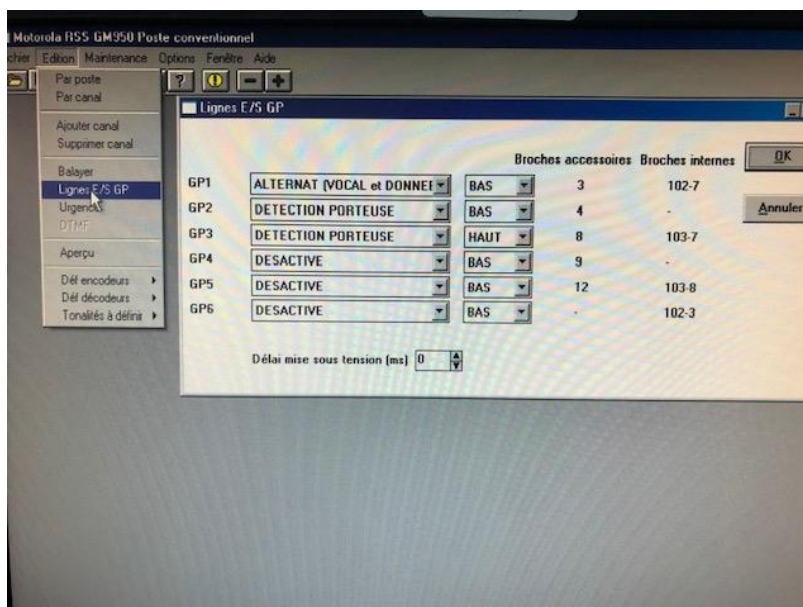 Motorola RSS GM950 Poste conventionnel
chier Edition Maintenance Options Fenêtre Aide
Par poste
Par canal
Ajouter canal
Supprimer canal
Balayer
Lignes E/S GP
DTMF
Aperçu
Déf encodeurs
Déf décodeurs
Tonalités à définir
Lignes E/S GP
Broches accessoires Broches internes OK
GP1 ALTERNAT (VOCAL et DONNEE BAS 3 102-7
Annuler
GP2 DETECTION PORTEUSE BAS 4 -
GP3 DETECTION PORTEUSE HAUT 8 103-7
GP4 DESACTIVE BAS 9 -
GP5 DESACTIVE BAS 12 103-8
GP6 DESACTIVE BAS - 102-3
Délai mise sous tension (ms) 0